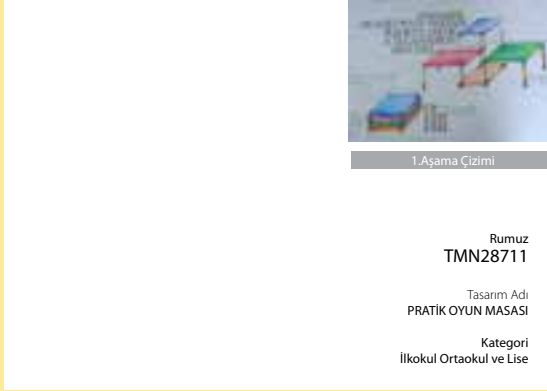 1.Aşama Çizimi
Rumuz
TMN28711
Tasarım Adı
PRATİK OYUN MASASI
Kategori
İlkokul Ortaokul ve Lise